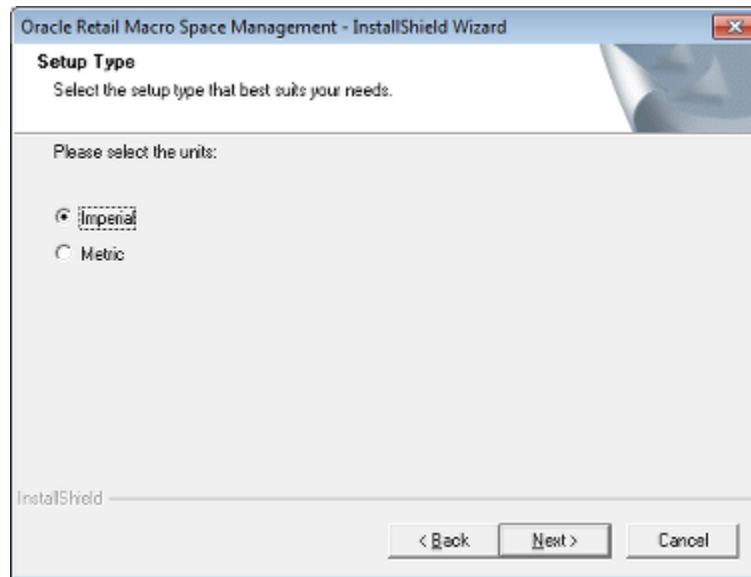 Oracle Retail Macro Space Management - InstallShield Wizard
Setup Type
Select the setup type that best suits your needs.
Please select the units:
Imperial
Metric
InstallShield
< Back
Next >
Cancel